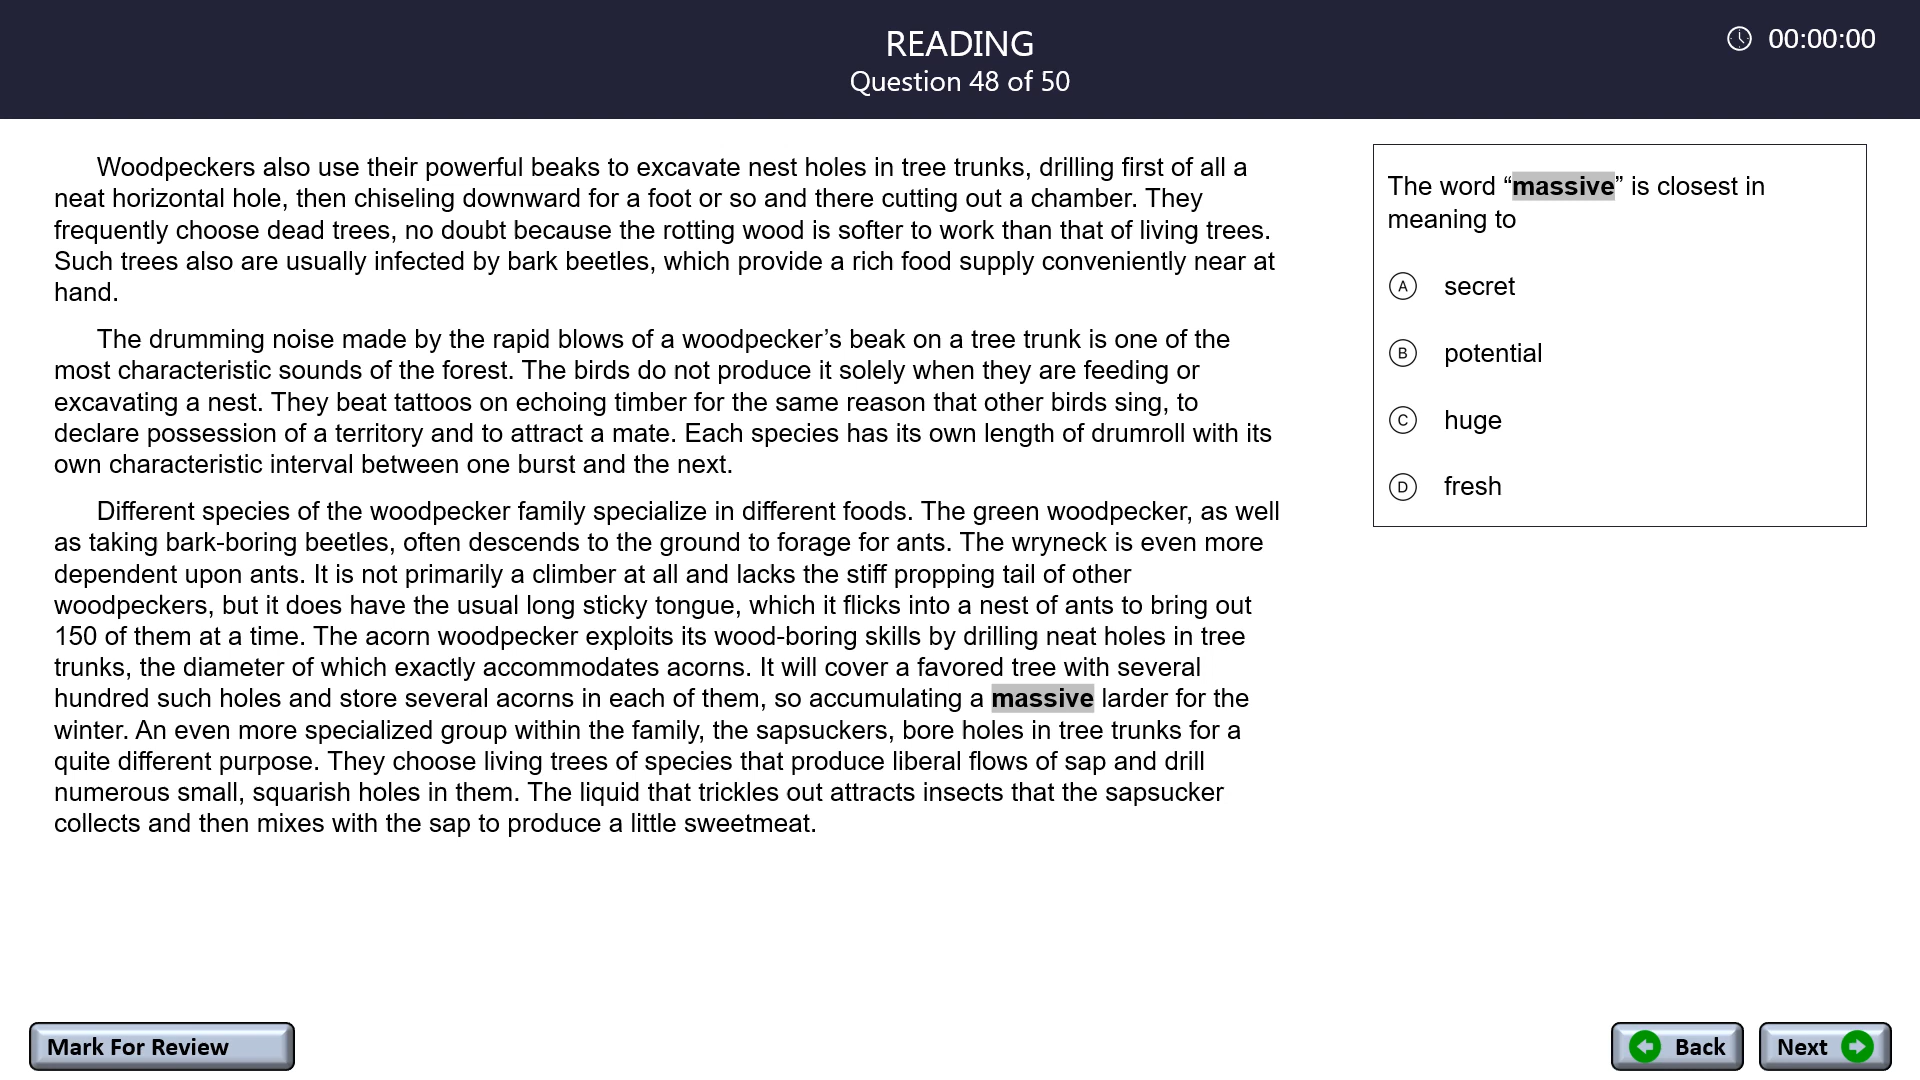 READING
Question 48 of 50
00:00:00
Woodpeckers also use their powerful beaks to excavate nest holes in tree trunks, drilling first of all a
neat horizontal hole, then chiseling downward for a foot or so and there cutting out a chamber. They
frequently choose dead trees, no doubt because the rotting wood is softer to work than that of living trees.
Such trees also are usually infected by bark beetles, which provide a rich food supply conveniently near at
hand.
The drumming noise made by the rapid blows of a woodpecker’s beak on a tree trunk is one of the
most characteristic sounds of the forest. The birds do not produce it solely when they are feeding or
excavating a nest. They beat tattoos on echoing timber for the same reason that other birds sing, to
declare possession of a territory and to attract a mate. Each species has its own length of drumroll with its
own characteristic interval between one burst and the next.
Different species of the woodpecker family specialize in different foods. The green woodpecker, as well
as taking bark-boring beetles, often descends to the ground to forage for ants. The wryneck is even more
dependent upon ants. It is not primarily a climber at all and lacks the stiff propping tail of other
woodpeckers, but it does have the usual long sticky tongue, which it flicks into a nest of ants to bring out
150 of them at a time. The acorn woodpecker exploits its wood-boring skills by drilling neat holes in tree
trunks, the diameter of which exactly accommodates acorns. It will cover a favored tree with several
hundred such holes and store several acorns in each of them, so accumulating a massive larder for the
winter. An even more specialized group within the family, the sapsuckers, bore holes in tree trunks for a
quite different purpose. They choose living trees of species that produce liberal flows of sap and drill
numerous small, squarish holes in them. The liquid that trickles out attracts insects that the sapsucker
collects and then mixes with the sap to produce a little sweetmeat.
The word “massive” is closest in
meaning to
A secret
B potential
C huge
D fresh
Mark For Review
Back
Next